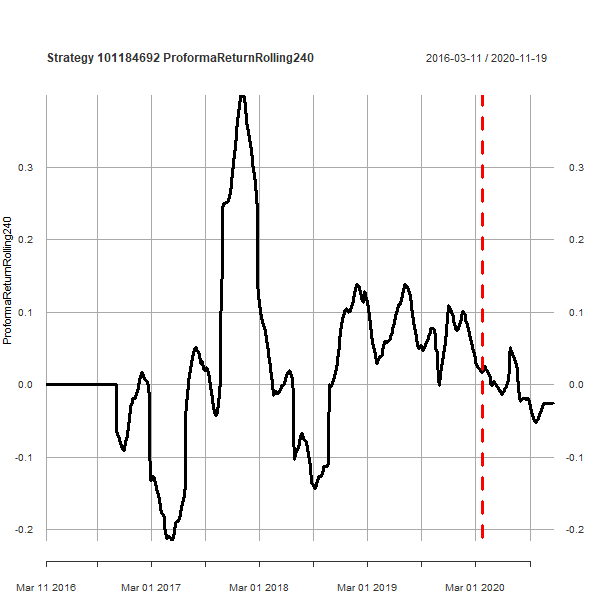 Strategy 101184692 ProformaReturnRolling240
2016-03-11 / 2020-11-19
ProformaReturnRolling240
0.3
0.3
0.2
0.2
0.1
0.1
0.0
0.0
-0.1
-0.1
-0.2
-0.2
Mar 11 2016
Mar 01 2017
Mar 01 2018
Mar 01 2019
Mar 01 2020